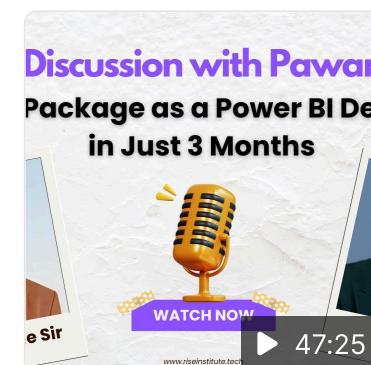 Discussion with Pawan
Package as a Power BI De
in Just 3 Months
WATCH NOW
e Sir
47:25
www.riseinstitute.tech